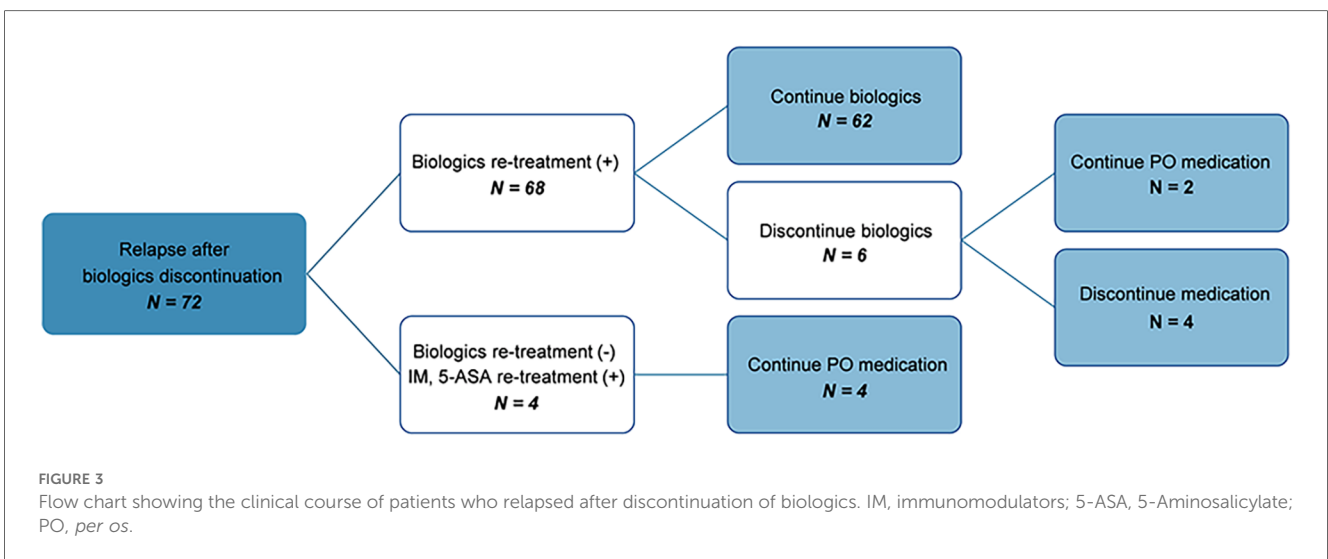 Relapse after
biologics discontinuation
N = 72
Biologics re-treatment (+)
N = 68
Biologics re-treatment (-)
IM, 5-ASA re-treatment (+)
N = 4
Continue biologics
N = 62
Discontinue biologics
N = 6
Continue PO medication
N = 4
Continue PO medication
N = 2
Discontinue medication
N = 4
FIGURE 3
Flow chart showing the clinical course of patients who relapsed after discontinuation of biologics. IM, immunomodulators; 5-ASA, 5-Aminosalicylate;
PO, per os.